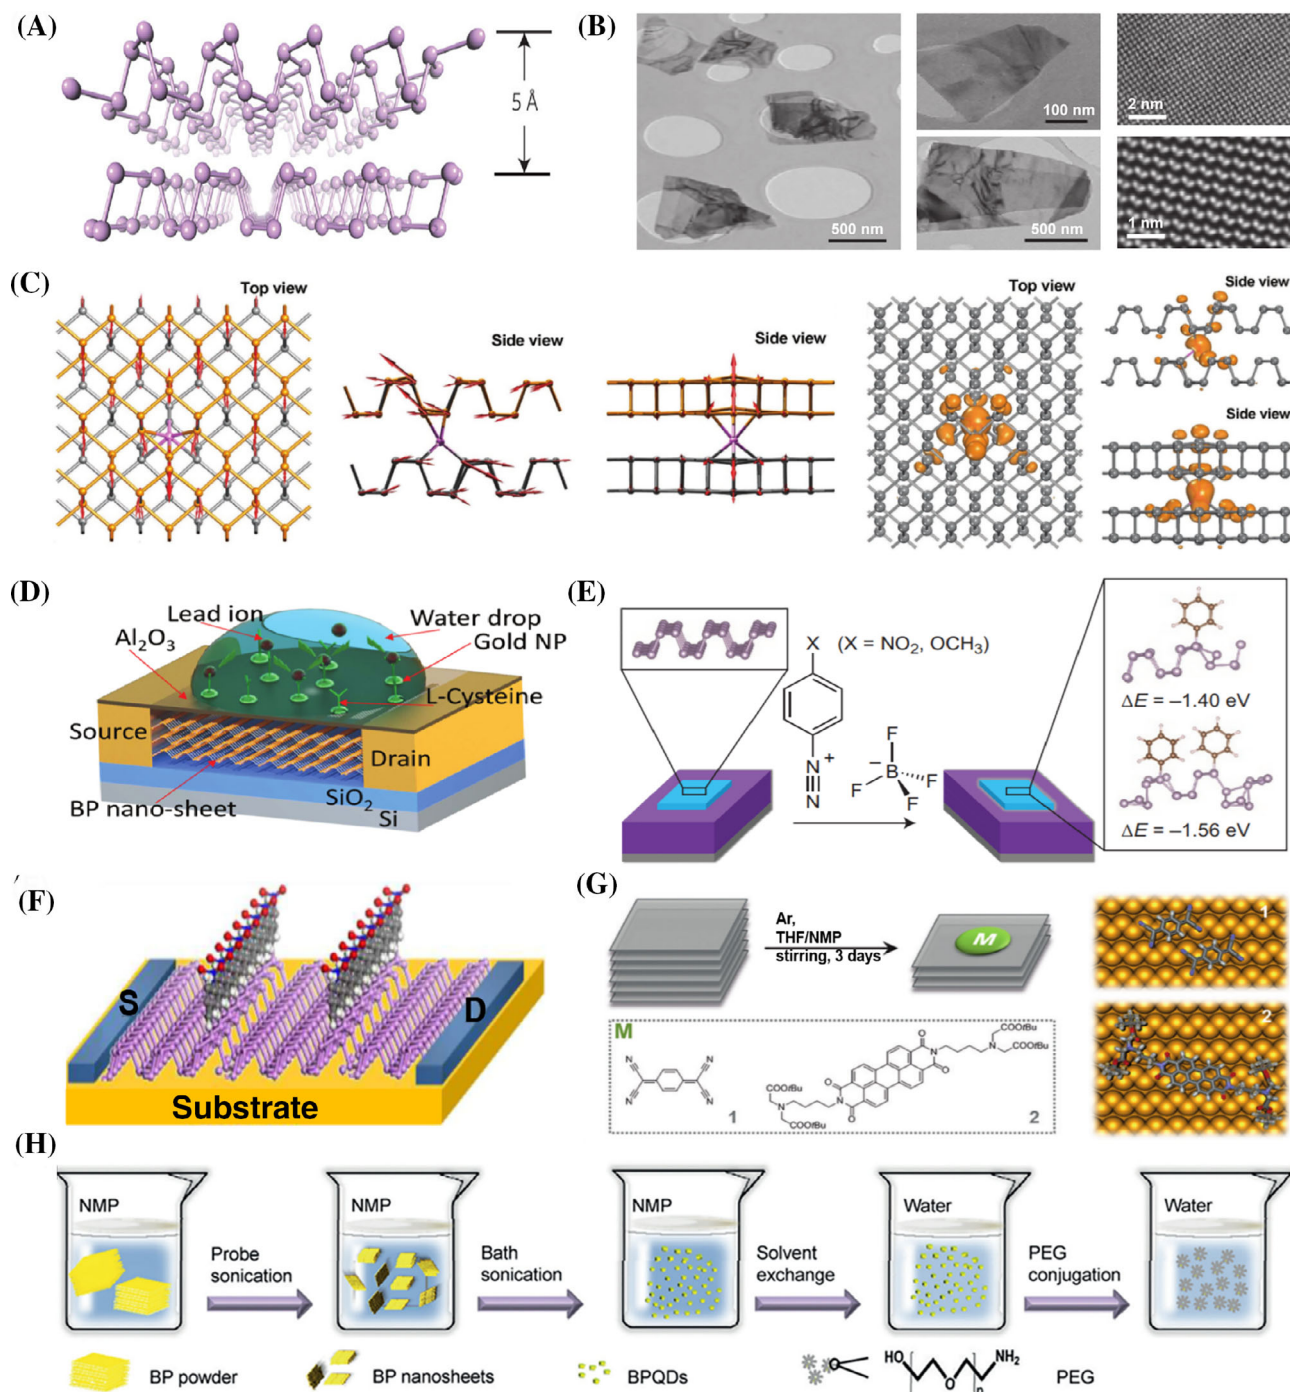 (A)
5 Å
(B)
500 nm
100 nm
500 nm
2 nm
1 nm
(C)
Top view
Side view
Side view
Top view
Side view
Side view
(D)
Lead ion
Water drop
Al2O3
Gold NP
L-Cysteine
Source
Drain
BP nano-sheet
SiO2
Si
(E)
X (X = NO2, OCH3)
N+
N
F
B−
F
F
F
ΔE = –1.40 eV
ΔE = –1.56 eV
(F)
S
D
Substrate
(G)
Ar,
THF/NMP
stirring, 3 days
M
M
CN
CN
NC
NC
1
COOtBu
COOtBu
O
O
N
N
O
O
N
N
COOtBu
COOtBu
2
1
2
(H)
NMP
Probe
sonication
NMP
Bath
sonication
NMP
Solvent
exchange
Water
PEG
conjugation
Water
BP powder
BP nanosheets
BPQDs
HO
O
n
NH2
PEG